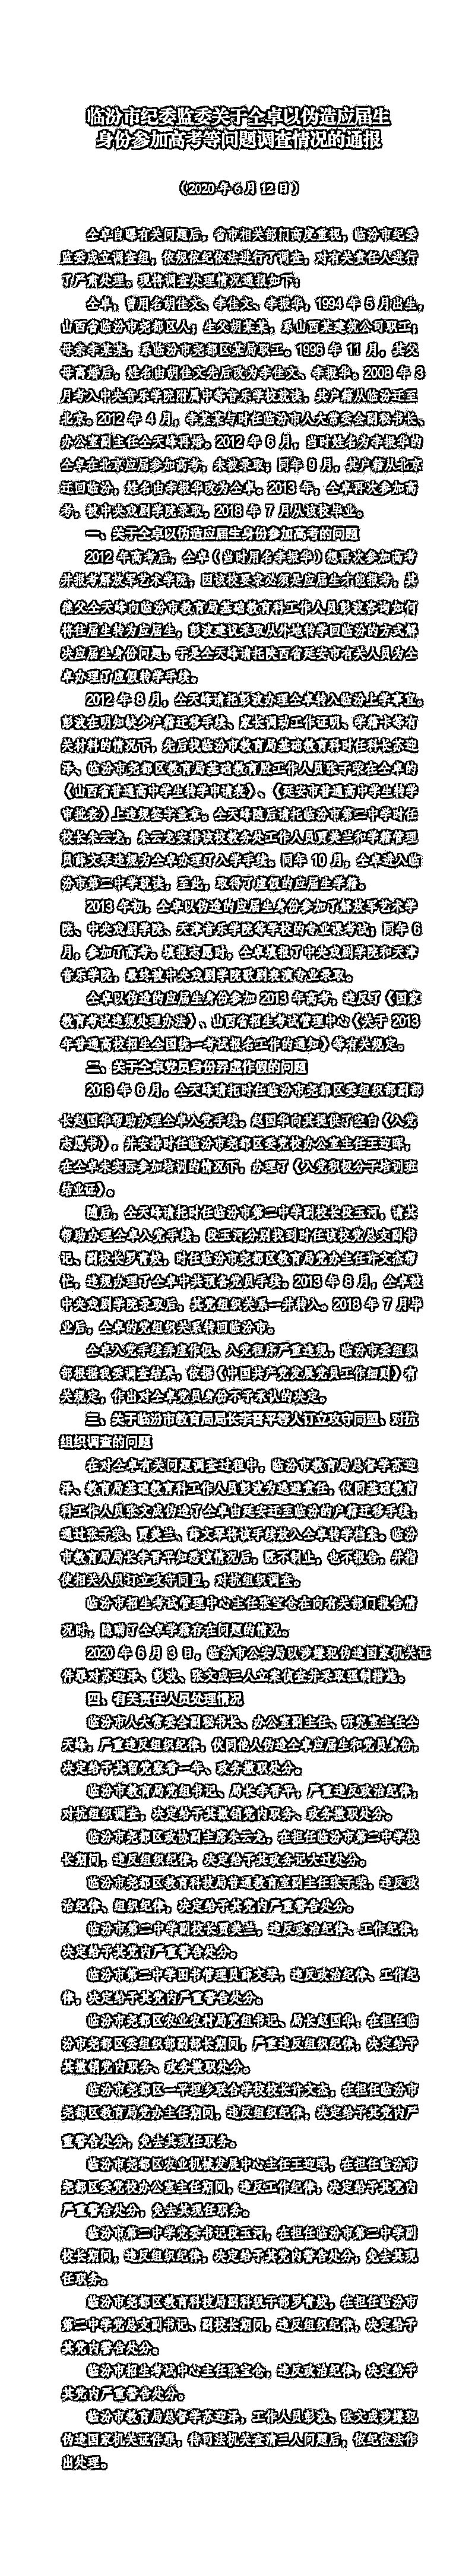 临汾市纪委监委关于仝卓以伪造应届生
身份参加高考等问题调查情况的通报
（2020 年 6 月 12 日）
仝卓自曝有关问题后，省市相关部门高度重视，临汾市纪委
监委成立调查组，依规依纪依法进行了调查，对有关责任人进行
了严肃处理。现将调查处理情况通报如下：
仝卓，曾用名胡佳文、李佳文、李振华，1994 年 5 月出生，
山西省临汾市尧都区人；生父胡某某，系山西某建筑公司职工；
母亲李某某，系临汾市尧都区某局职工。1996 年 11 月，其父
母离婚后，姓名由胡佳文先后改为李佳文、李振华。2008 年 3
月考入中央音乐学院附属中等音乐学校就读，其户籍从临汾迁至
北京。2012 年 4 月，李某某与时任临汾市人大常委会副秘书长、
办公室副主任仝天峰再婚。2012 年 6 月，当时姓名为李振华的
仝卓在北京应届参加高考，未被录取；同年 9 月，其户籍从北京
迁回临汾，姓名由李振华改为仝卓。2013 年，仝卓再次参加高
考，被中央戏剧学院录取。2018 年 7 月从该校毕业。
一、关于仝卓以伪造应届生身份参加高考的问题
2012 年高考后，仝卓（当时用名李振华）想再次参加高考
并报考解放军艺术学院，因该校要求必须是应届生才能报考，其
继父仝天峰向临汾市教育局基础教育科工作人员彭波咨询如何
将往届生转为应届生，彭波建议采取从外地转学回临汾的方式解
决应届生身份问题。于是仝天峰请托陕西省延安市有关人员为仝
卓办理了虚假转学手续。
2012 年 8 月，仝天峰请托彭波办理仝卓转入临汾上学事宜。
彭波在明知缺少户籍迁移手续、家长调动工作证明、学籍卡等有
关材料的情况下，先后找临汾市教育局基础教育科时任科长苏迎
泽、临汾市尧都区教育局基础教育股工作人员张子荣在仝卓的
《山西省普通高中学生转学申请表》、《延安市普通高中学生转学
审批表》上违规签字盖章。仝天峰随后请托临汾市第二中学时任
校长朱云龙，朱云龙安排该校教务处工作人员贾美兰和学籍管理
员薛文琴违规为仝卓办理了入学手续。同年 10 月，仝卓进入临
汾市第二中学就读，至此，取得了虚假的应届生学籍。
2013 年初，仝卓以伪造的应届生身份参加了解放军艺术学
院、中央戏剧学院、天津音乐学院等学校的专业课考试；同年 6
月，参加了高考。填报志愿时，仝卓填报了中央戏剧学院和天津
音乐学院，最终被中央戏剧学院歌剧表演专业录取。
仝卓以伪造的应届生身份参加 2013 年高考，违反了《国家
教育考试违规处理办法》、山西省招生考试管理中心《关于 2013
年普通高校招生全国统一考试报名工作的通知》等有关规定。
二、关于仝卓党员身份弄虚作假的问题
2013 年 6 月，仝天峰请托时任临汾市尧都区委组织部副部
长赵国华帮助办理仝卓入党手续。赵国华向其提供了空白《入党
志愿书》，并安排时任临汾市尧都区委党校办公室主任王迎晖，
在仝卓未实际参加培训的情况下，办理了《入党积极分子培训班
结业证》。
随后，仝天峰请托时任临汾市第二中学副校长段玉河，请其
帮助办理仝卓入党手续。段玉河分别找到时任该校党总支副书
记、副校长罗青波，时任临汾市尧都区教育局党办主任许文杰帮
忙，违规办理了仝卓中共预备党员手续。2013 年 8 月，仝卓被
中央戏剧学院录取后，其党组织关系一并转入。2018 年 7 月毕
业后，仝卓的党组织关系转回临汾市。
仝卓入党手续弄虚作假、入党程序严重违规，临汾市委组织
部根据我委调查结果，依据《中国共产党发展党员工作细则》有
关规定，作出对仝卓党员身份不予承认的决定。
三、关于临汾市教育局局长李晋平等人订立攻守同盟、对抗
组织调查的问题
在对仝卓有关问题调查过程中，临汾市教育局总督学苏迎
泽、教育局基础教育科工作人员彭波为逃避责任，伙同基础教育
科工作人员张文成伪造了仝卓由延安迁至临汾的户籍迁移手续，
通过张子荣、贾美兰、薛文琴将该手续放入仝卓转学档案。临汾
市教育局局长李晋平知悉该情况后，既不制止，也不报告，并指
使相关人员订立攻守同盟，对抗组织调查。
临汾市招生考试管理中心主任张宝仓在向有关部门报告情
况时，隐瞒了仝卓学籍存在问题的情况。
2020 年 6 月 3 日，临汾市公安局以涉嫌犯伪造国家机关证
件罪对苏迎泽、彭波、张文成三人立案侦查并采取强制措施。
四、有关责任人员处理情况
临汾市人大常委会副秘书长、办公室副主任、研究室主任仝
天峰，严重违反组织纪律，伙同他人伪造仝卓应届生和党员身份，
决定给予其留党察看一年、政务撤职处分。
临汾市教育局党组书记、局长李晋平，严重违反政治纪律，
对抗组织调查，决定给予其撤销党内职务、政务撤职处分。
临汾市尧都区政协副主席朱云龙，在担任临汾市第二中学校
长期间，违反组织纪律，决定给予其政务记大过处分。
临汾市尧都区教育科技局普通教育室副主任张子荣，违反政
治纪律、组织纪律，决定给予其党内严重警告处分。
临汾市第二中学副校长贾美兰，违反政治纪律、工作纪律，
决定给予其党内严重警告处分。
临汾市第二中学图书管理员薛文琴，违反政治纪律、工作纪
律，决定给予其党内严重警告处分。
临汾市尧都区农业农村局党组书记、局长赵国华，在担任临
汾市尧都区委组织部副部长期间，严重违反组织纪律，决定给予
其撤销党内职务、政务撤职处分。
临汾市尧都区一平垣乡联合学校校长许文杰，在担任临汾市
尧都区教育局党办主任期间，违反组织纪律，决定给予其党内严
重警告处分，免去其现任职务。
临汾市尧都区农业机械发展中心主任王迎晖，在担任临汾市
尧都区委党校办公室主任期间，违反工作纪律，决定给予其党内
严重警告处分，免去其现任职务。
临汾市第二中学党委书记段玉河，在担任临汾市第二中学副
校长期间，违反组织纪律，决定给予其党内警告处分，免去其现
任职务。
临汾市尧都区教育科技局副科级干部罗青波，在担任临汾市
第二中学党总支副书记、副校长期间，违反组织纪律，决定给予
其党内警告处分。
临汾市招生考试中心主任张宝仓，违反政治纪律，决定给予
其党内严重警告处分。
临汾市教育局总督学苏迎泽，工作人员彭波、张文成涉嫌犯
伪造国家机关证件罪，待司法机关查清三人问题后，依纪依法作
出处理。